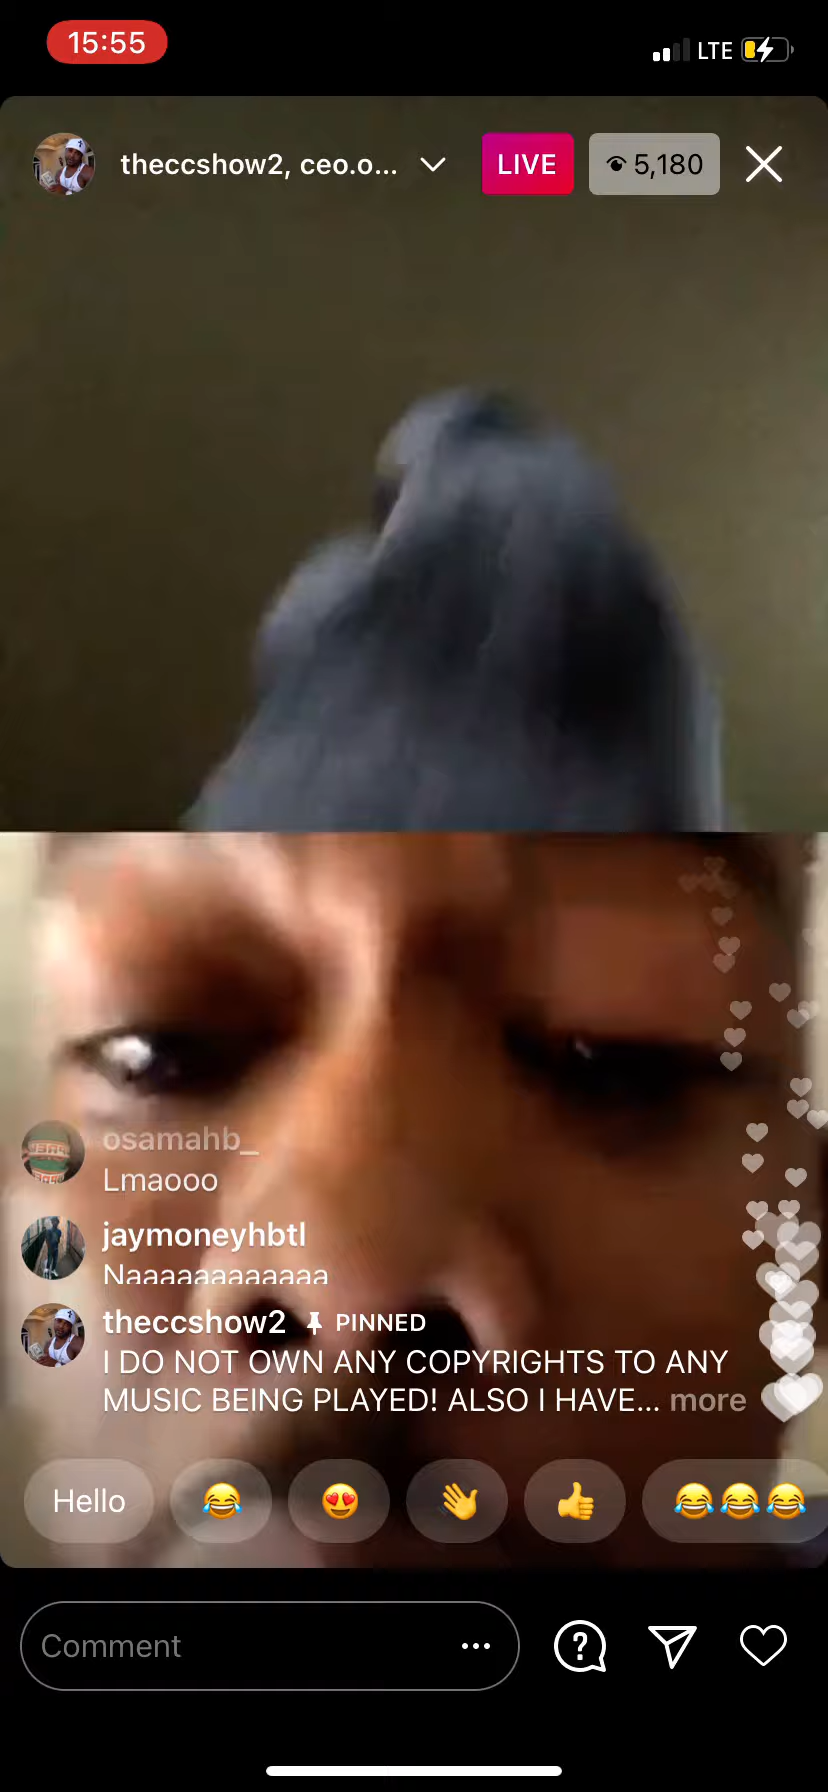 15:55
LTE
theccshow2, ceo.o...
LIVE
5,180
osamahb_
Lmaooo
jaymoneyhbtl
Naaaaaaaaaaaa
theccshow2 PINNED
I DO NOT OWN ANY COPYRIGHTS TO ANY
MUSIC BEING PLAYED! ALSO I HAVE... more
Hello
Comment